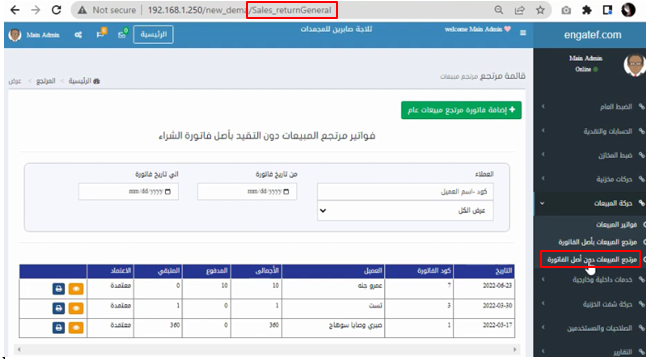 Not secure | 192.168.1.250/new_dema/Sales_returnGeneral
engatef.com
welcome Main Admin
ثلاجة صابرين للمجمدات
الرئيسية
Main Admin
Main Admin
Online
قائمة مرتجع مرتجع مبيعات
الرئيسية > المرتجع > عرض
الضبط العام
+ إضافة فاتورة مرتجع مبيعات عام
الحسابات والنقدية
فواتير مرتجع المبيعات دون التقيد بأصل فاتورة الشراء
ضبط المخازن
حركات مخزنية
العملاء
من تاريخ فاتورة
الي تاريخ فاتورة
كود -اسم العميل
mm/dd/yyyy
mm/dd/yyyy
عرض الكل
حركة المبيعات
فواتير المبيعات
مرتجع المبيعات بأصل الفاتورة
مرتجع المبيعات دون أصل الفاتورة
خدمات داخلية وخارجية
حركة شفت الخزنية
الصلاحيات والمستخدمين
التقارير
التاريخ كود الفاتورة العميل الأجمالى المدفوع المتبقي الاعتماد
2022-06-23 7 عمرو حنه 10 10 0 معتمدة
2022-03-30 3 تست 1 0 1 معتمدة
2022-03-17 1 صبري وصايا سوهاج 360 0 360 معتمدة